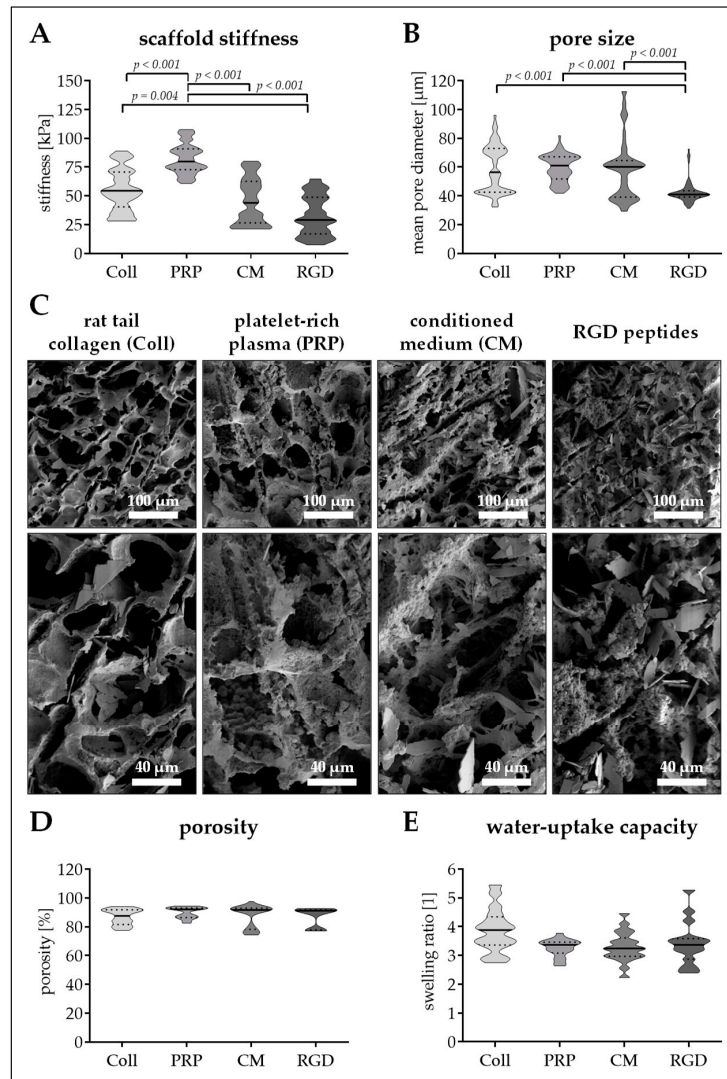 A
scaffold stiffness
p < 0.001
p < 0.001
p = 0.004
p < 0.001
150
125
100
75
50
25
0
stiffness [kPa]
Coll PRP CM RGD
B
pore size
p < 0.001
p < 0.001
p < 0.001
120
100
80
60
40
20
0
mean pore diameter [µm]
Coll PRP CM RGD
C
rat tail
collagen (Coll)
platelet-rich
plasma (PRP)
conditioned
medium (CM)
RGD peptides
100 µm
100 µm
100 µm
100 µm
40 µm
40 µm
40 µm
40 µm
D
porosity
120
100
80
60
40
20
0
porosity [%]
Coll PRP CM RGD
E
water-uptake capacity
6
5
4
3
2
1
0
swelling ratio [1]
Coll PRP CM RGD